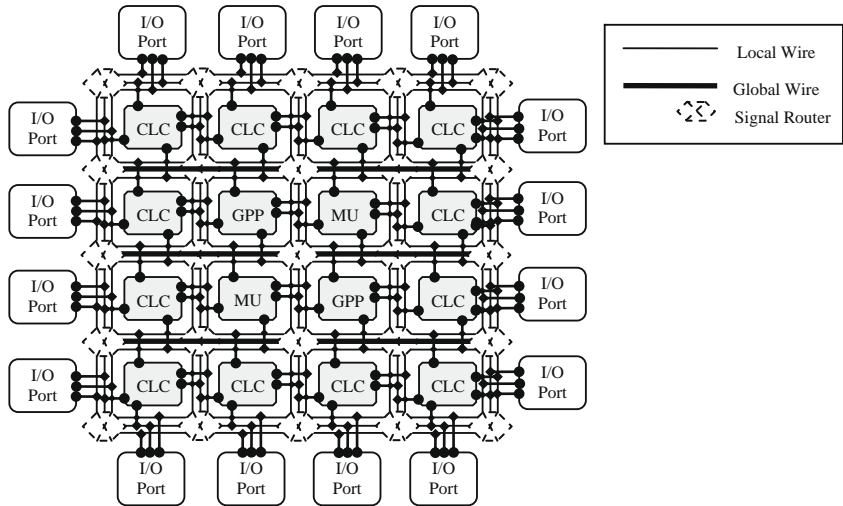 I/O
Port
I/O
Port
I/O
Port
I/O
Port
Local Wire
Global Wire
Signal Router
I/O
Port
CLC
CLC
CLC
CLC
I/O
Port
I/O
Port
CLC
GPP
MU
CLC
I/O
Port
I/O
Port
CLC
MU
GPP
CLC
I/O
Port
I/O
Port
CLC
CLC
CLC
CLC
I/O
Port
I/O
Port
I/O
Port
I/O
Port
I/O
Port